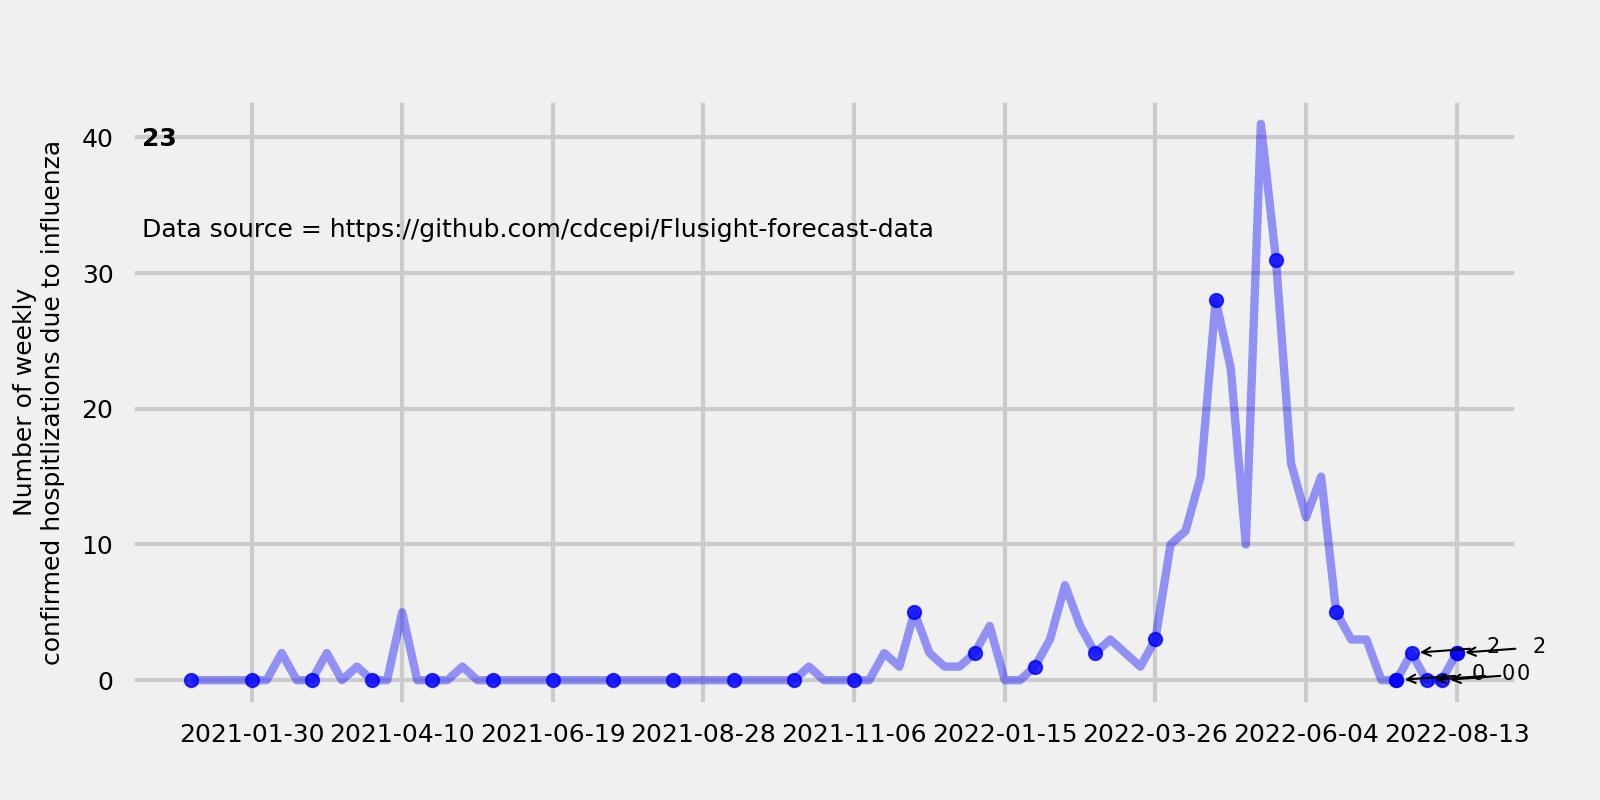 23
Data source = https://github.com/cdcepi/Flusight-forecast-data
Number of weekly
confirmed hospitlizations due to influenza
40
30
20
10
0
2 2
0 0 0
2021-01-30 2021-04-10 2021-06-19 2021-08-28 2021-11-06 2022-01-15 2022-03-26 2022-06-04 2022-08-13